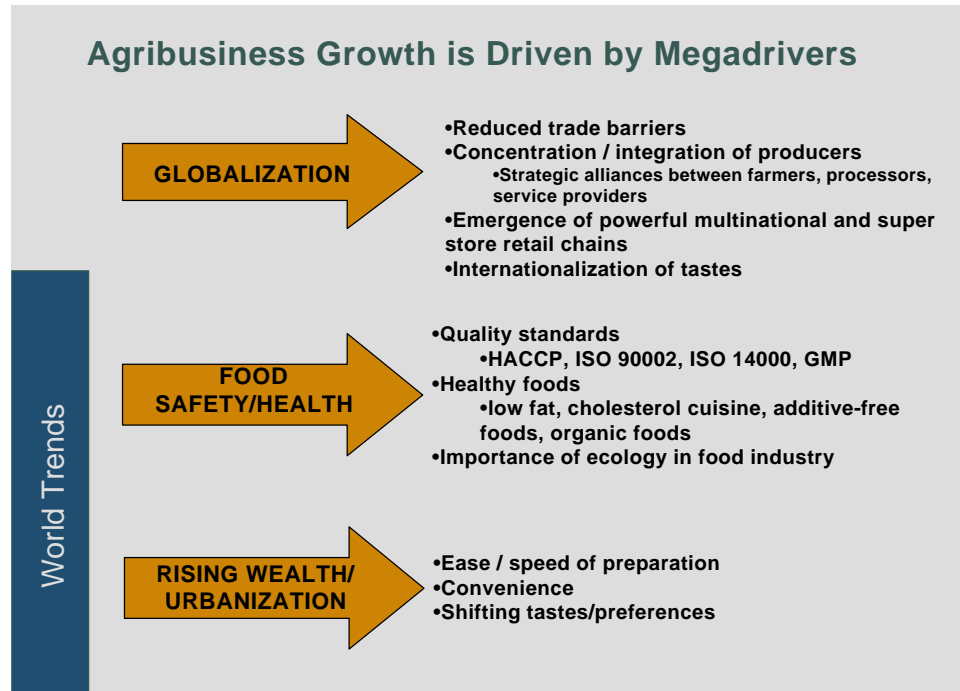 Agribusiness Growth is Driven by Megadrivers
GLOBALIZATION
•Reduced trade barriers
•Concentration / integration of producers
•Strategic alliances between farmers, processors,
service providers
•Emergence of powerful multinational and super
store retail chains
•Internationalization of tastes
FOOD
SAFETY/HEALTH
•Quality standards
•HACCP, ISO 90002, ISO 14000, GMP
•Healthy foods
•low fat, cholesterol cuisine, additive-free
foods, organic foods
•Importance of ecology in food industry
RISING WEALTH/
URBANIZATION
•Ease / speed of preparation
•Convenience
•Shifting tastes/preferences
World Trends